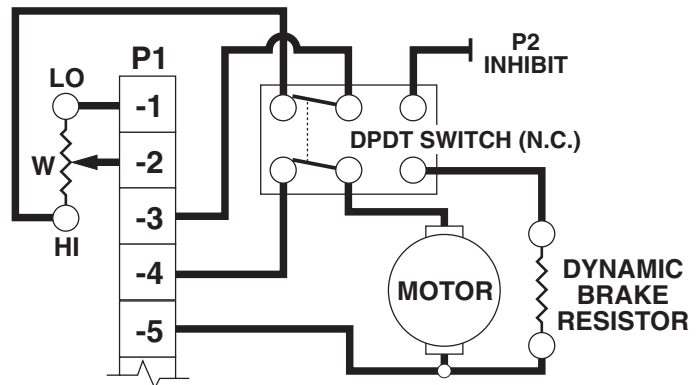 P1
P2
INHIBIT
LO
-1
DPDT SWITCH (N.C.)
W
-2
-3
HI
-4
MOTOR
DYNAMIC
BRAKE
RESISTOR
-5